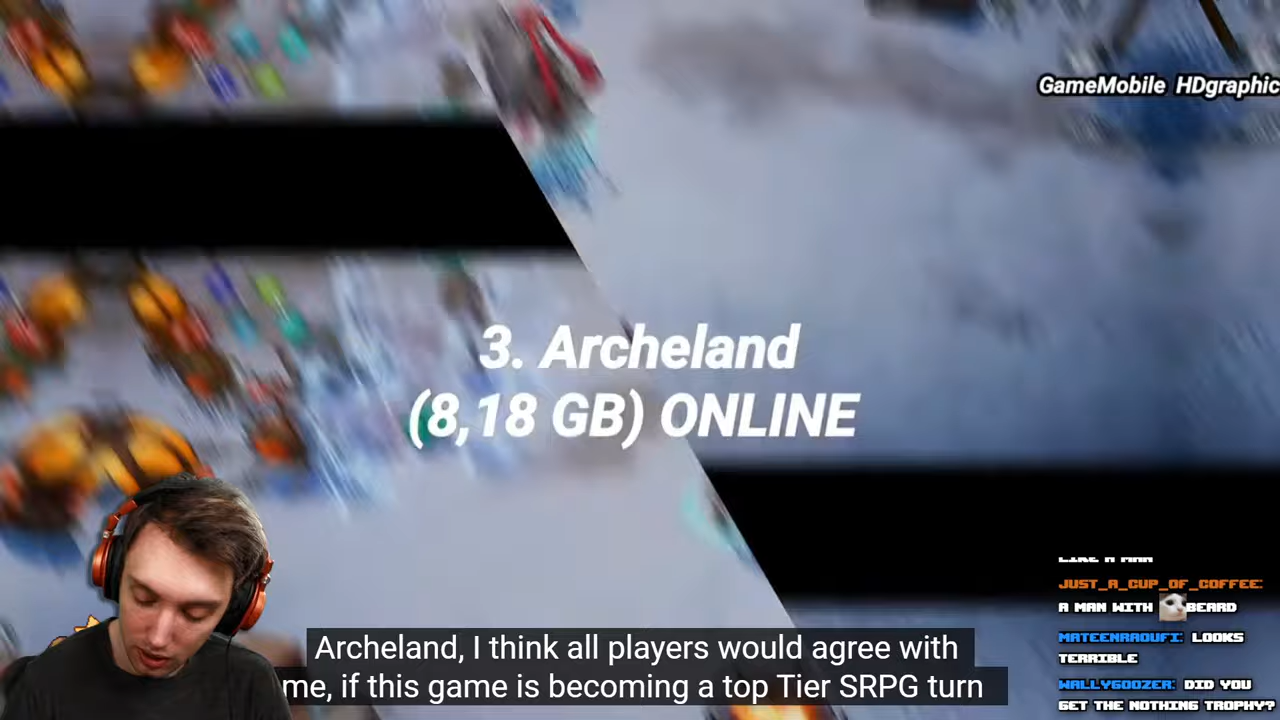 GameMobile HDgraphic
3. Archeland
(8,18 GB) ONLINE
Archeland, I think all players would agree with
me, if this game is becoming a top Tier SRPG turn
LIKE A MAN
JUST_A_CUP_OF_COFFEE:
A MAN WITH BEARD
MATEENRAOUFI: LOOKS
TERRIBLE
WALLYGOOZER: DID YOU
GET THE NOTHING TROPHY?